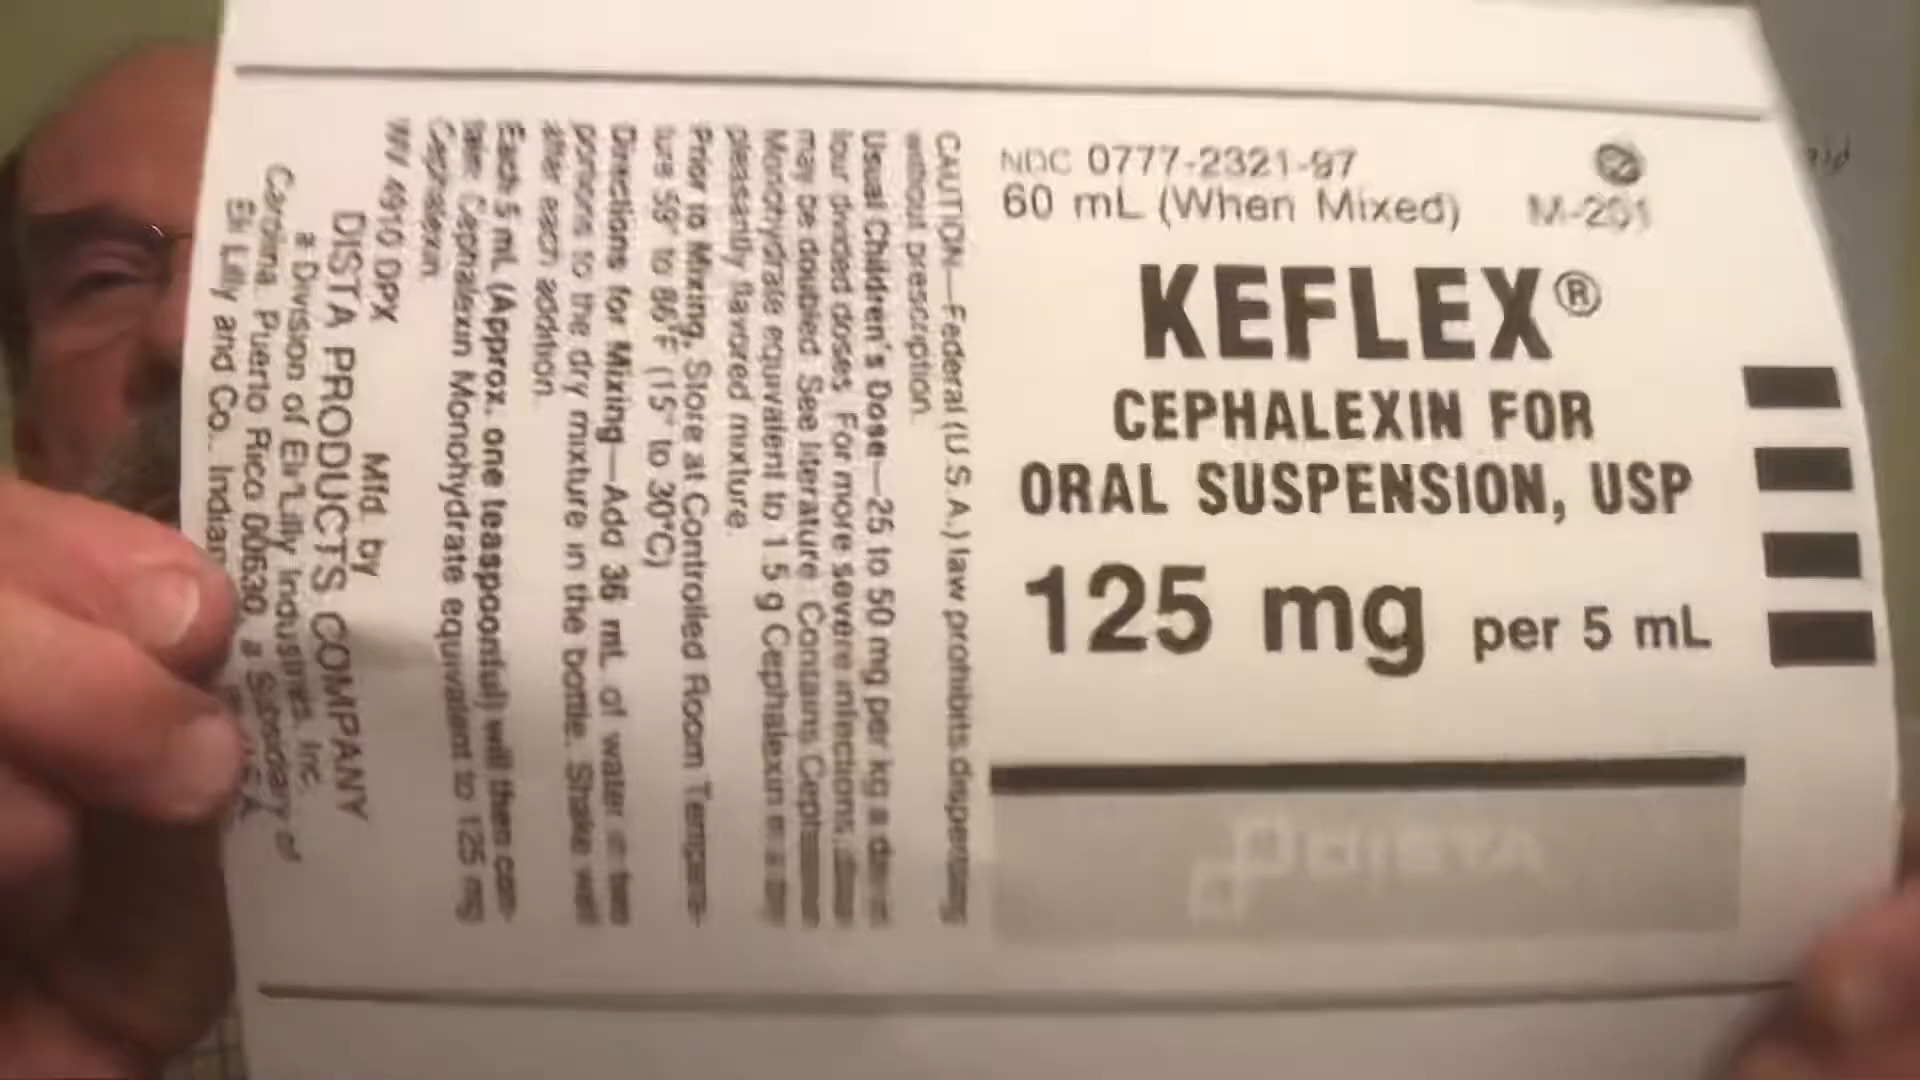 NDC 0777-2321-97
60 mL (When Mixed) M-201
KEFLEX®
CEPHALEXIN FOR
ORAL SUSPENSION, USP
125 mg per 5 mL
DISTA
CAUTION—Federal (U.S.A.) law prohibits dispensing
without prescription.
Usual Children's Dose—25 to 50 mg per kg a day in
four divided doses. For more severe infections, dose
may be doubled. See literature. Contains Cephalexin
Monohydrate equivalent to 1.5 g Cephalexin in a dry
pleasantly flavored mixture.
Prior to Mixing, Store at Controlled Room Tempera-
ture 59° to 86°F (15° to 30°C)
Directions for Mixing—Add 36 mL of water in two
portions to the dry mixture in the bottle. Shake well
after each addition.
Each 5 mL (Approx. one teaspoonful) will then con-
tain: Cephalexin Monohydrate equivalent to 125 mg
Cephalexin.
WV 4910 DPX
Mfd. by
DISTA PRODUCTS COMPANY
a Division of Eli Lilly Industries, Inc.
Carolina, Puerto Rico 00630, a Subsidiary of
Eli Lilly and Co.,